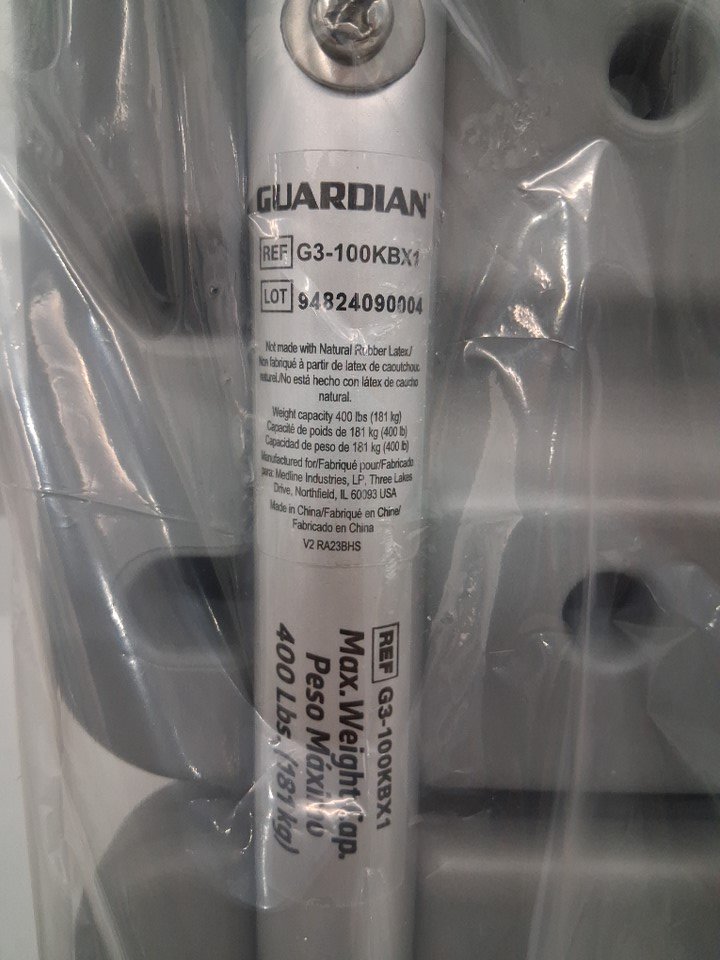 GUARDIAN
REF G3-100KBX1
LOT 94824090004
Not made with Natural Rubber Latex/
Non fabriqué à partir de latex de caoutchouc
naturel./No está hecho con látex de caucho
natural.
Weight capacity 400 lbs (181 kg)
Capacité de poids de 181 kg (400 lb)
Capacidad de peso de 181 kg (400 lb)
Manufactured for/Fabriqué pour/Fabricado
para: Medline Industries, LP, Three Lakes
Drive, Northfield, IL 60093 USA
Made in China/Fabriqué en Chine/
Fabricado en China
V2 RA23BHS
REF G3-100KBX1
Max. Weight Cap.
Peso Máximo
400 Lbs. (181 kg)